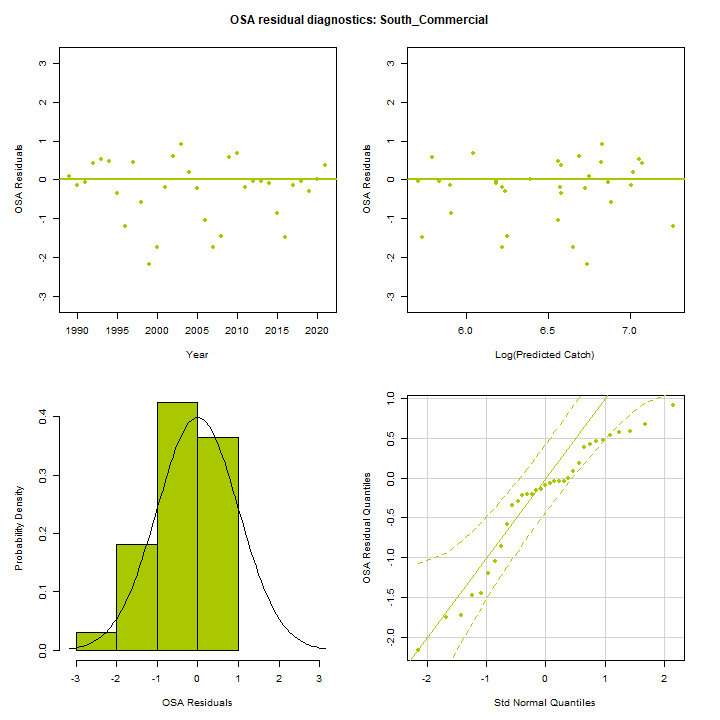 OSA residual diagnostics: South_Commercial
OSA Residuals
3
2
1
0
-1
-2
-3
1990 1995 2000 2005 2010 2015 2020
Year
OSA Residuals
3
2
1
0
-1
-2
-3
6.0 6.5 7.0
Log(Predicted Catch)
Probability Density
0.4
0.3
0.2
0.1
0.0
-3 -2 -1 0 1 2 3
OSA Residuals
OSA Residual Quantiles
1.0
0.5
0.0
-0.5
-1.0
-1.5
-2.0
-2 -1 0 1 2
Std Normal Quantiles